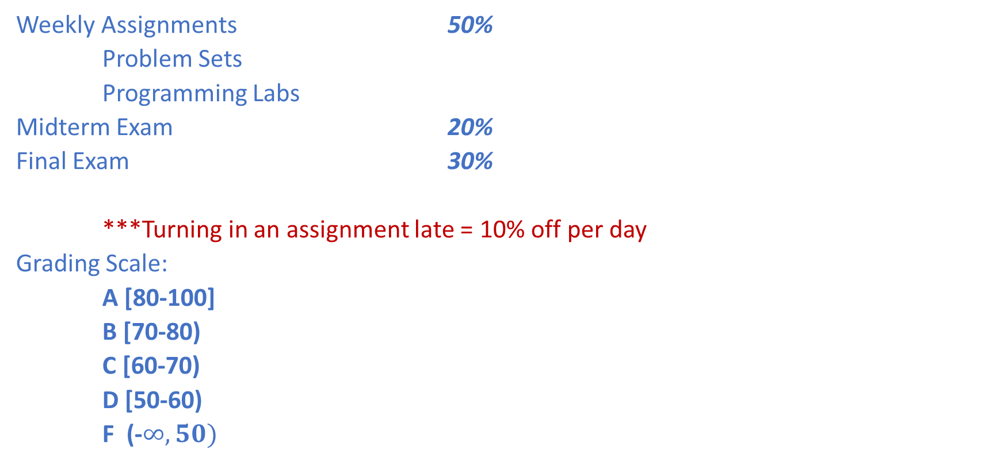 Weekly Assignments 50%
Problem Sets
Programming Labs
Midterm Exam 20%
Final Exam 30%
***Turning in an assignment late = 10% off per day
Grading Scale:
A [80-100]
B [70-80)
C [60-70)
D [50-60)
F (-∞, 50)